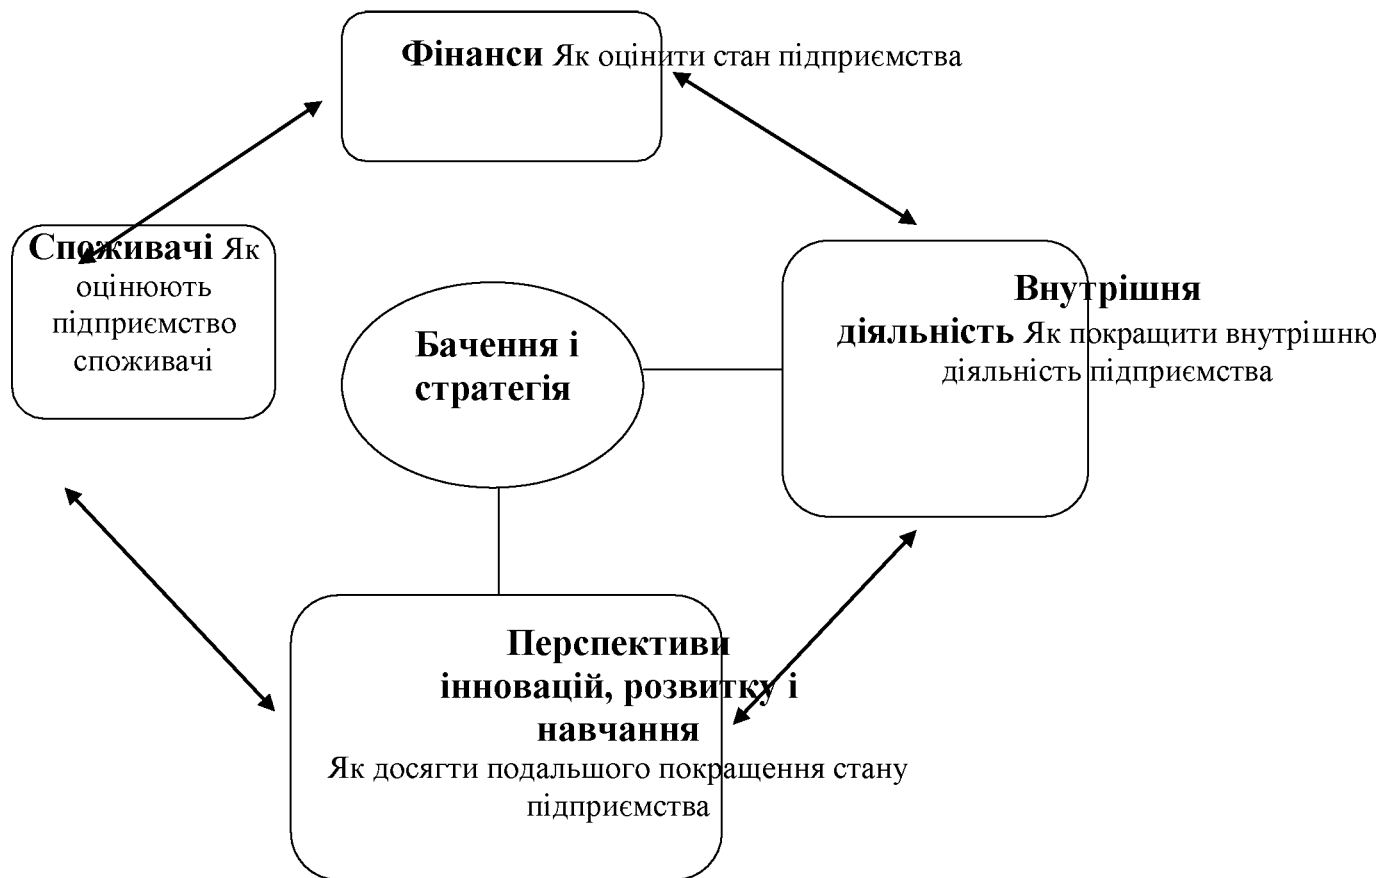 Фінанси Як оцінити стан підприємства
Споживачі Як
оцінюють
підприємство
споживачі
Бачення і
стратегія
Внутрішня
діяльність Як покращити внутрішню
діяльність підприємства
Перспективи
інновацій, розвитку і
навчання
Як досягти подальшого покращення стану
підприємства